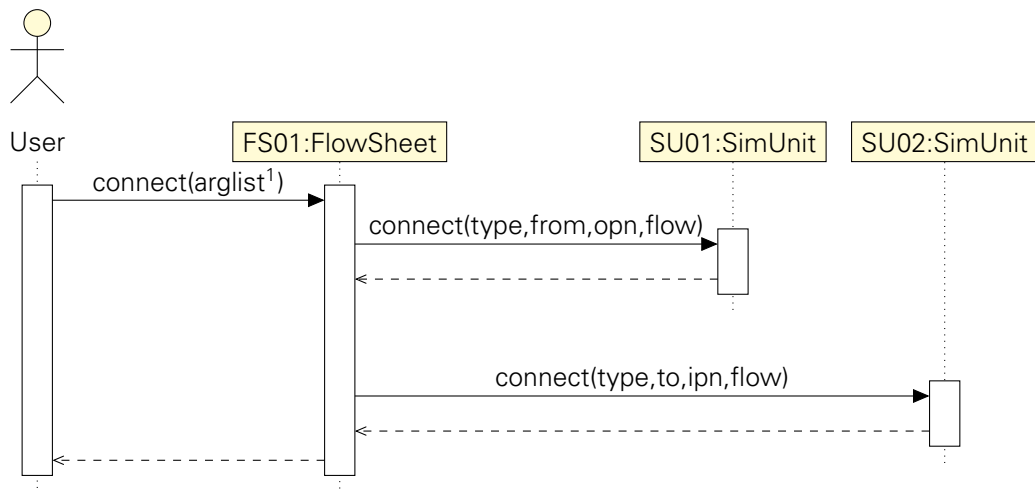 User
FS01:FlowSheet
SU01:SimUnit
SU02:SimUnit
connect(arglist¹)
connect(type,from,opn,flow)
connect(type,to,ipn,flow)